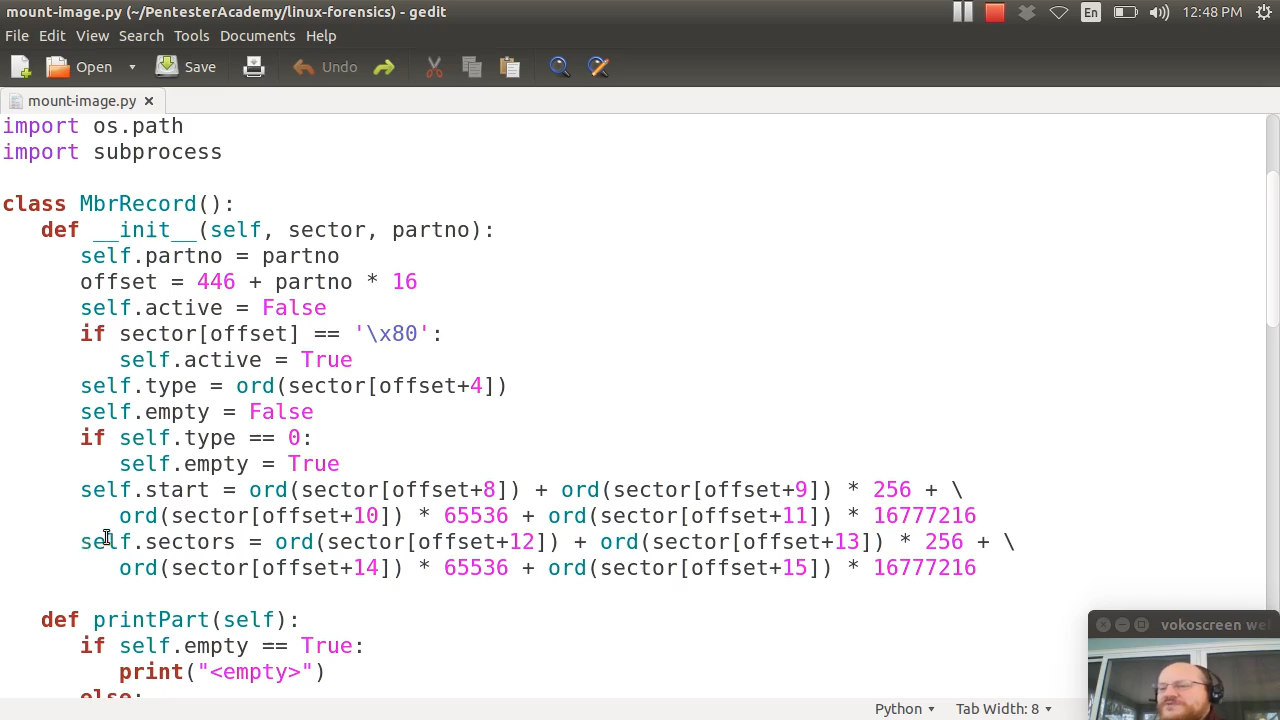 mount-image.py (~/PentesterAcademy/linux-forensics) - gedit
En 12:48 PM
File Edit View Search Tools Documents Help
Open Save Undo
mount-image.py
import os.path
import subprocess
class MbrRecord():
def __init__(self, sector, partno):
self.partno = partno
offset = 446 + partno * 16
self.active = False
if sector[offset] == '\x80':
self.active = True
self.type = ord(sector[offset+4])
self.empty = False
if self.type == 0:
self.empty = True
self.start = ord(sector[offset+8]) + ord(sector[offset+9]) * 256 + \
ord(sector[offset+10]) * 65536 + ord(sector[offset+11]) * 16777216
self.sectors = ord(sector[offset+12]) + ord(sector[offset+13]) * 256 + \
ord(sector[offset+14]) * 65536 + ord(sector[offset+15]) * 16777216
def printPart(self):
if self.empty == True:
print("<empty>")
else:
vokoscreen we
Python Tab Width: 8